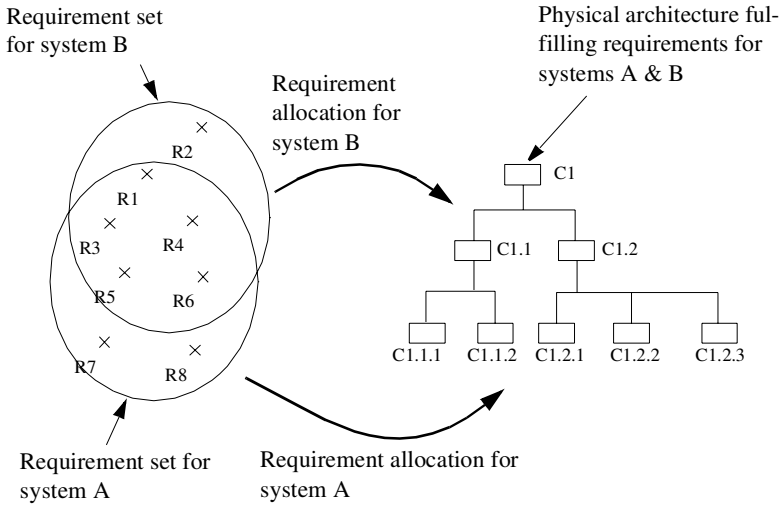 Requirement set
for system B
Physical architecture ful-
filling requirements for
systems A & B
Requirement
allocation for
system B
R2
R1
R3
R4
R5
R6
R7
R8
C1
C1.1
C1.2
C1.1.1
C1.1.2
C1.2.1
C1.2.2
C1.2.3
Requirement set for
system A
Requirement allocation for
system A